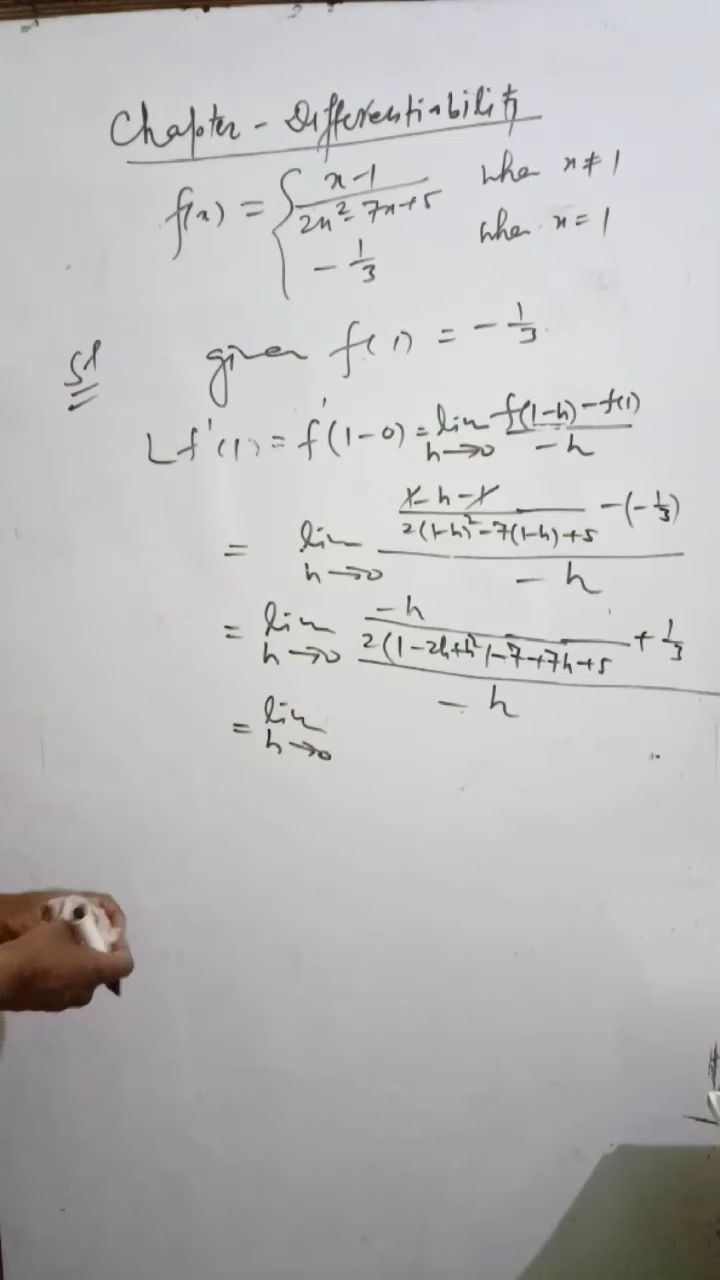 Chapter - Differentiability
f(x) = { x-1 / 2x²-7x+5 when x ≠ 1
-1/3 when x = 1
Sol given f(1) = -1/3
Lf'(1) = f'(1-0) = lim h→0 f(1-h)-f(1) / -h
= lim h→0 (1-h-1 / 2(1-h)²-7(1-h)+5 -(-1/3)) / -h
= lim h→0 (-h / 2(1-2h+h²)-7+7h+5 + 1/3) / -h
= lim h→0